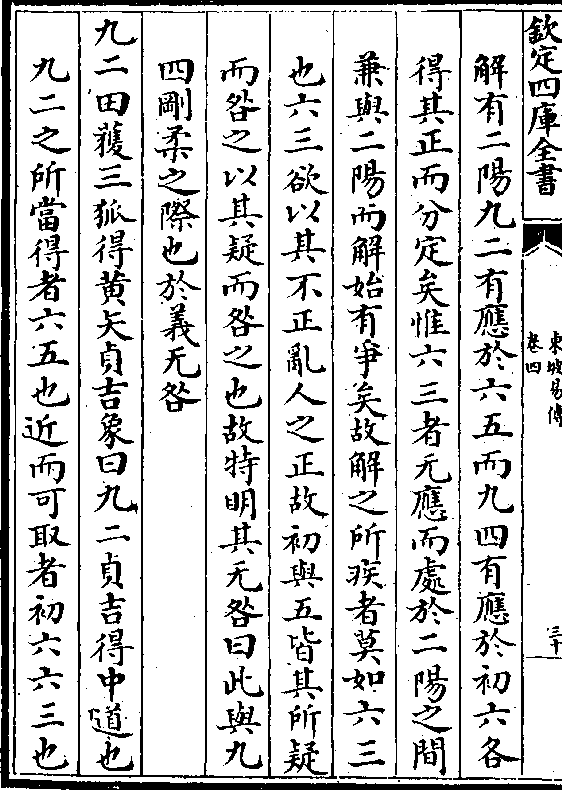 欽定四庫全書
東坡易傳
卷四
三十
解有二陽九二有應於六五而九四有應於初六各
得其正而分定矣惟六三者无應而處於二陽之間
兼與二陽而解始有爭矣故解之所疾者莫如六三
也六三欲以其不正亂人之正故初與五皆其所疑
而咎之以其疑而咎之也故特明其无咎曰此與九
四剛柔之際也於義无咎
九二田獲三狐得黄矢貞吉象曰九二貞吉得中道也
九二之所當得者六五也近而可取者初六六三也